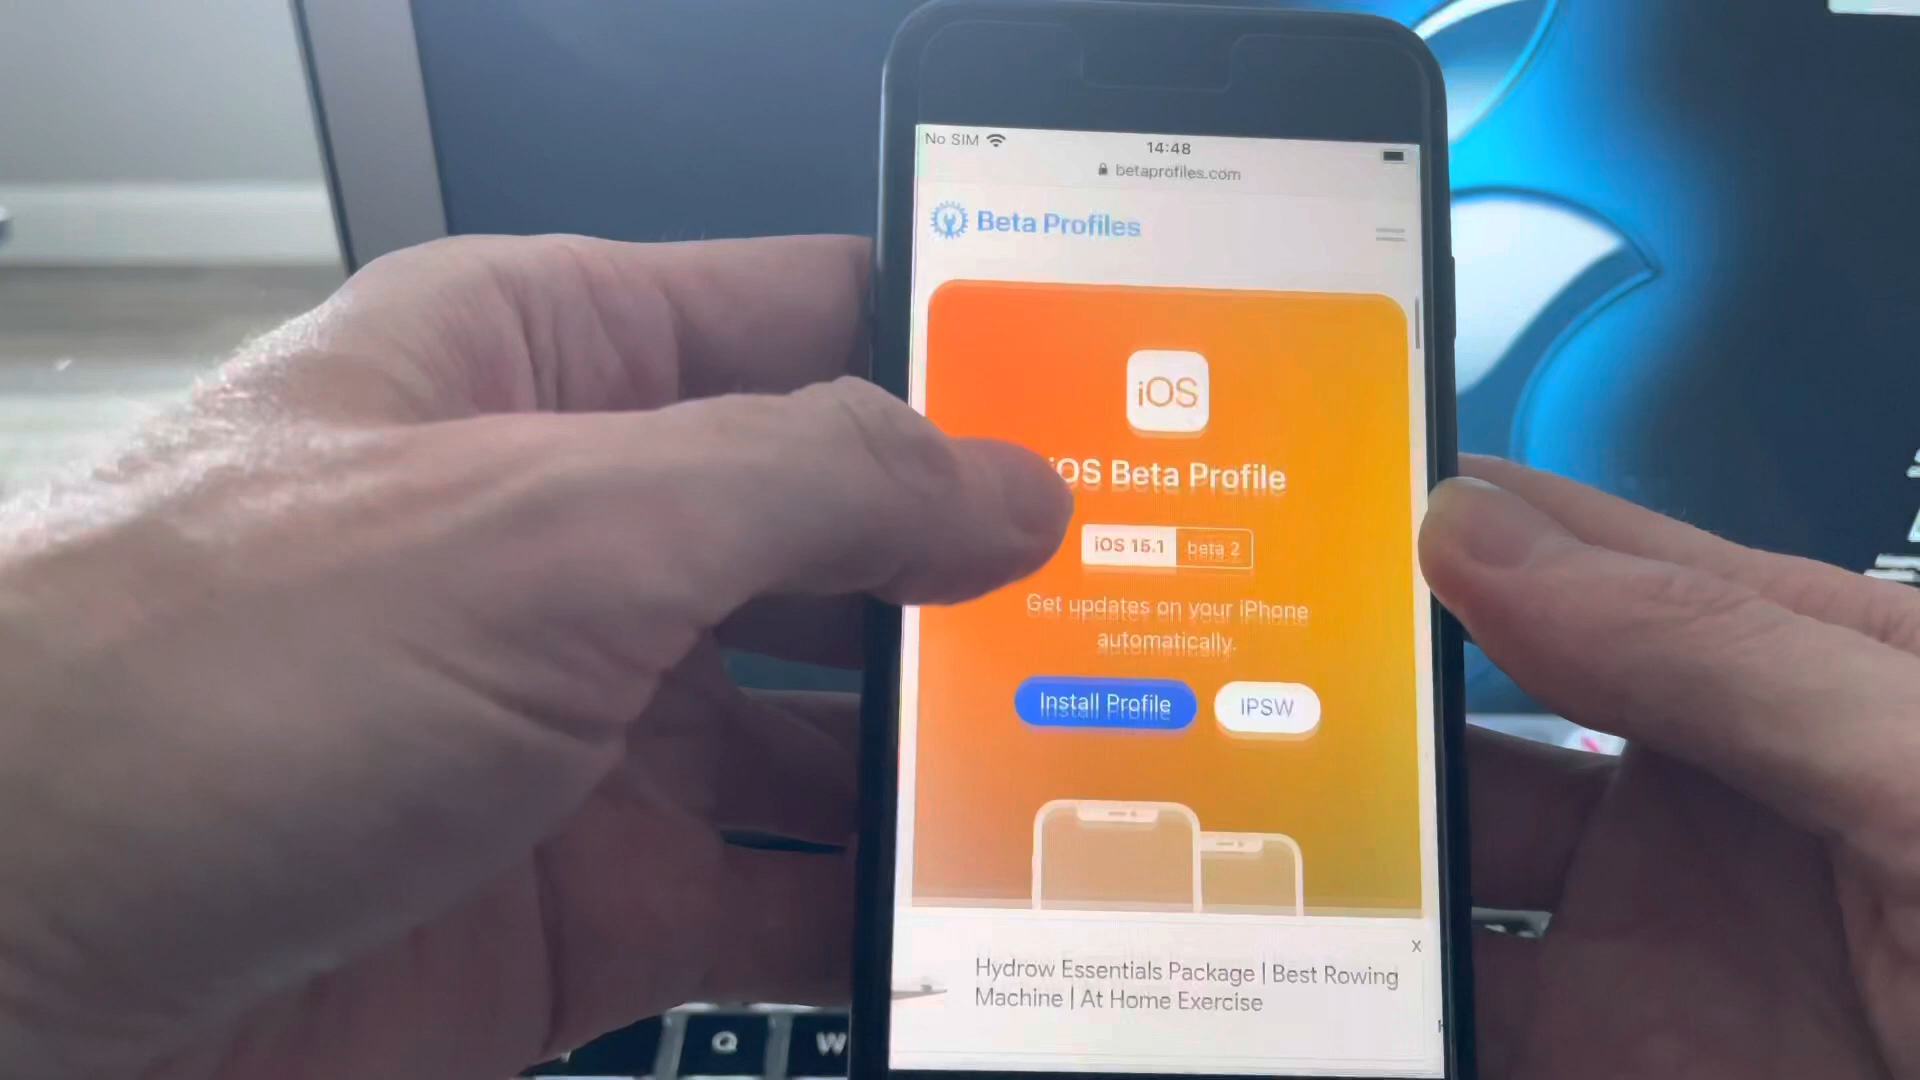 No SIM
14:48
betaprofiles.com
Beta Profiles
iOS
iOS Beta Profile
iOS 15.1 beta 2
Get updates on your iPhone
automatically.
Install Profile IPSW
x
Hydrow Essentials Package | Best Rowing
Machine | At Home Exercise
Q W